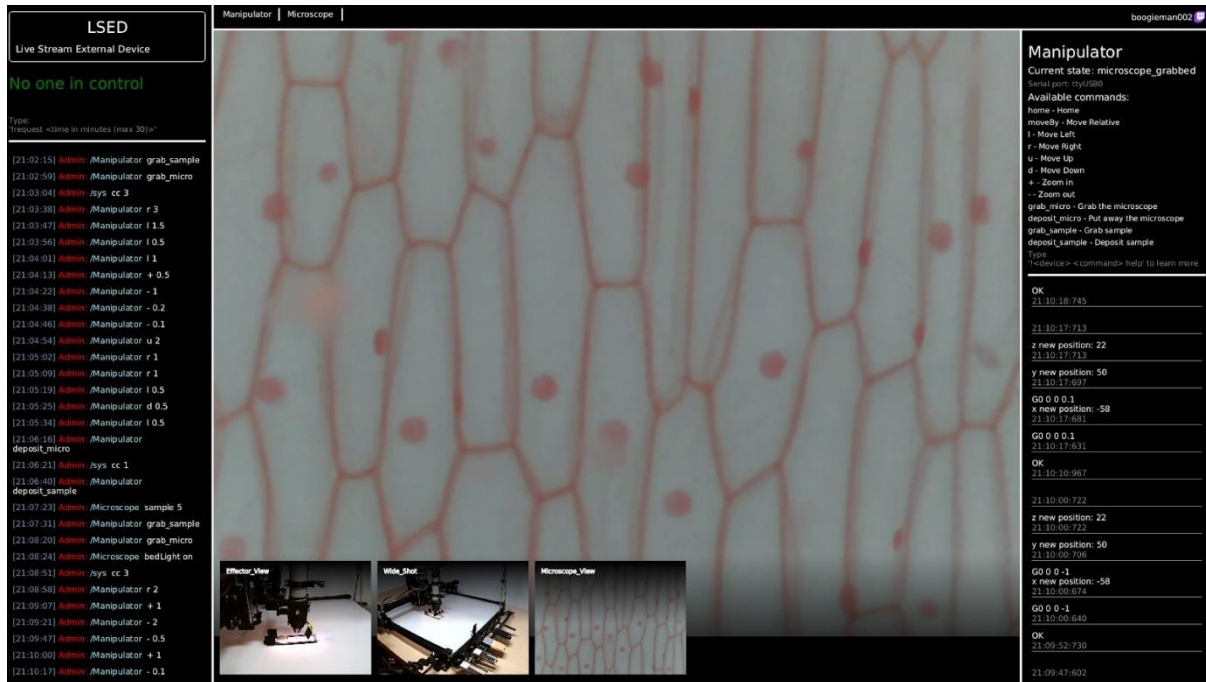 LSED
Live Stream External Device
No one in control
Type:
'!request <time in minutes (max 30)>'
[21:02:15] Admin: /Manipulator grab_sample
[21:02:59] Admin: /Manipulator grab_micro
[21:03:04] Admin: /sys cc 3
[21:03:38] Admin: /Manipulator r 3
[21:03:47] Admin: /Manipulator l 1.5
[21:03:56] Admin: /Manipulator l 0.5
[21:04:01] Admin: /Manipulator l 1
[21:04:13] Admin: /Manipulator + 0.5
[21:04:22] Admin: /Manipulator - 1
[21:04:38] Admin: /Manipulator - 0.2
[21:04:46] Admin: /Manipulator - 0.1
[21:04:54] Admin: /Manipulator u 2
[21:05:02] Admin: /Manipulator r 1
[21:05:09] Admin: /Manipulator r 1
[21:05:19] Admin: /Manipulator l 0.5
[21:05:25] Admin: /Manipulator d 0.5
[21:05:34] Admin: /Manipulator l 0.5
[21:06:16] Admin: /Manipulator
deposit_micro
[21:06:21] Admin: /sys cc 1
[21:06:40] Admin: /Manipulator
deposit_sample
[21:07:23] Admin: /Microscope sample 5
[21:07:31] Admin: /Manipulator grab_sample
[21:08:20] Admin: /Manipulator grab_micro
[21:08:24] Admin: /Microscope bedLight on
[21:08:51] Admin: /sys cc 3
[21:08:58] Admin: /Manipulator r 2
[21:09:07] Admin: /Manipulator + 1
[21:09:21] Admin: /Manipulator - 2
[21:09:47] Admin: /Manipulator - 0.5
[21:10:00] Admin: /Manipulator + 1
[21:10:17] Admin: /Manipulator - 0.1
Manipulator | Microscope |
boogieman002
Effector_View
Wide_Shot
Microscope_View
Manipulator
Current state: microscope_grabbed
Serial port: ttyUSB0
Available commands:
home - Home
moveBy - Move Relative
l - Move Left
r - Move Right
u - Move Up
d - Move Down
+ - Zoom in
- - Zoom out
grab_micro - Grab the microscope
deposit_micro - Put away the microscope
grab_sample - Grab sample
deposit_sample - Deposit sample
Type
'!<device> <command> help' to learn more
OK
21:10:18:745
21:10:17:713
z new position: 22
21:10:17:713
y new position: 50
21:10:17:697
G0 0 0 0.1
x new position: -58
21:10:17:681
G0 0 0 0.1
21:10:17:631
OK
21:10:10:967
21:10:00:722
z new position: 22
21:10:00:722
y new position: 50
21:10:00:706
G0 0 0 -1
x new position: -58
21:10:00:674
G0 0 0 -1
21:10:00:640
OK
21:09:52:730
21:09:47:602